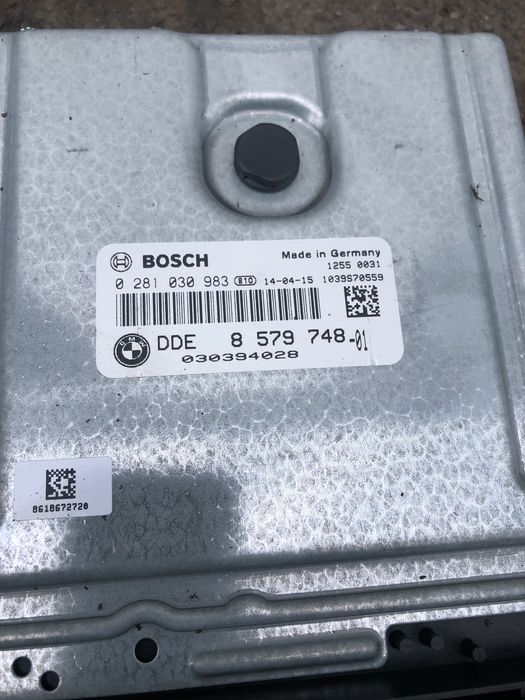 BOSCH Made in Germany
1255 0031
0 281 030 983 810 14-04-15 1039S70559
BMW DDE 8 579 748-01
030394028
8618672720